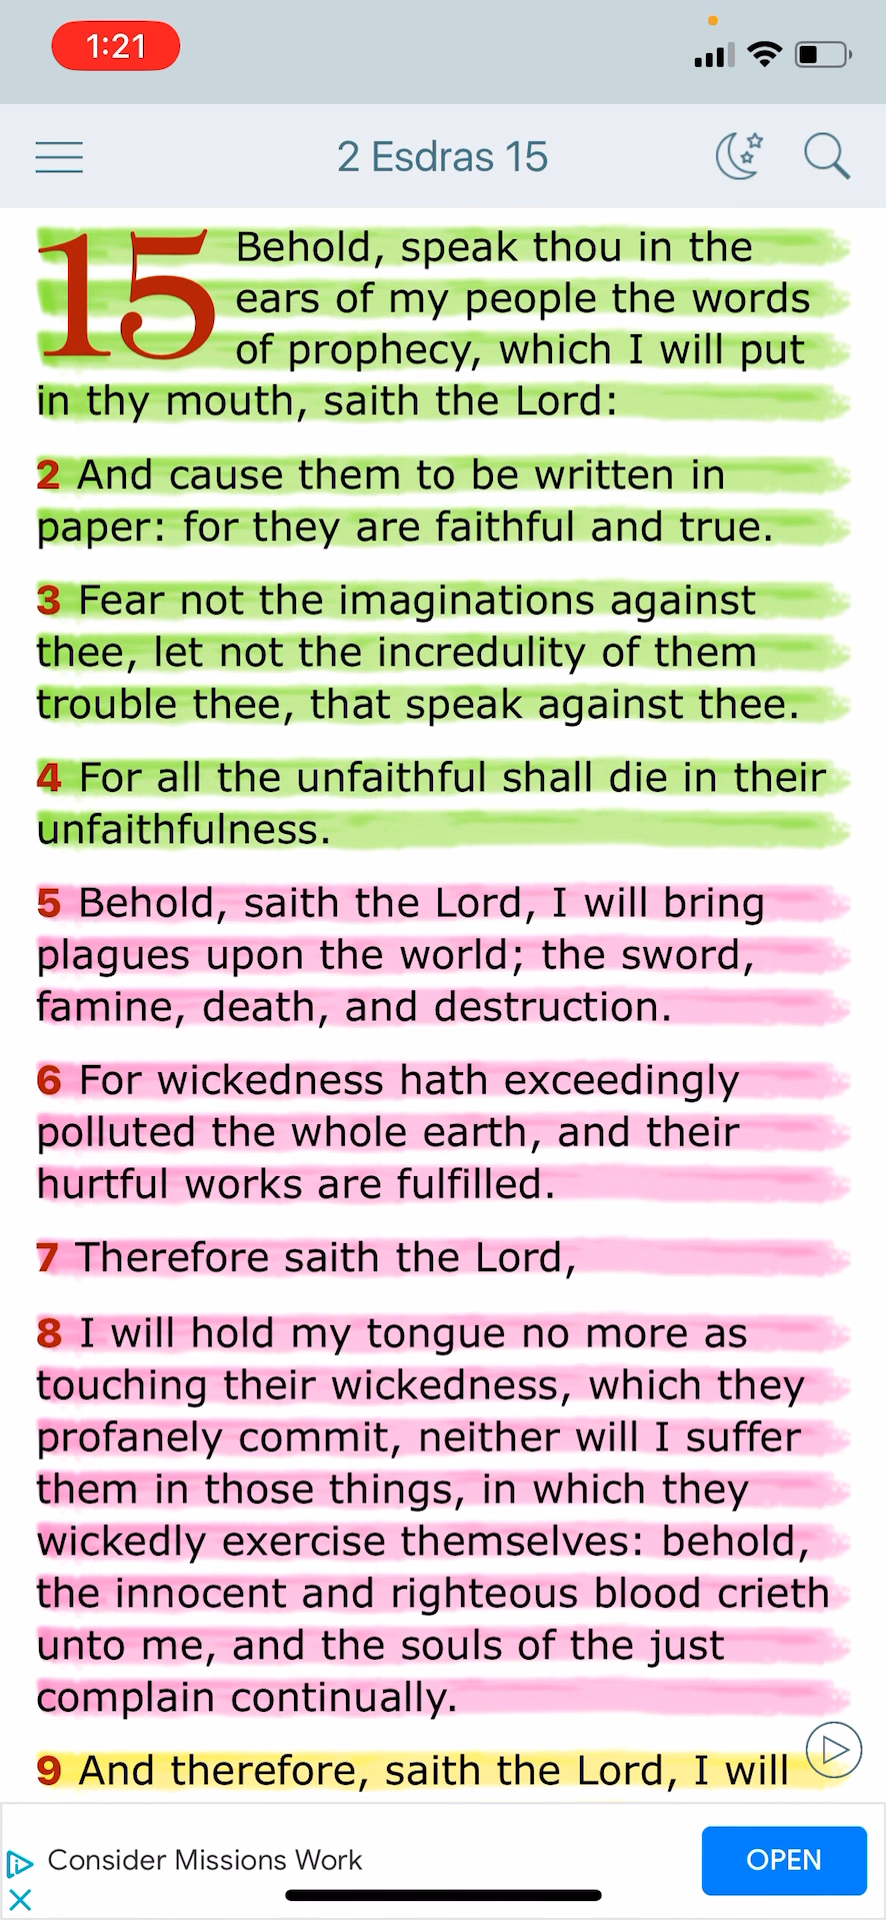 1:21
2 Esdras 15
15 Behold, speak thou in the
ears of my people the words
of prophecy, which I will put
in thy mouth, saith the Lord:
2 And cause them to be written in
paper: for they are faithful and true.
3 Fear not the imaginations against
thee, let not the incredulity of them
trouble thee, that speak against thee.
4 For all the unfaithful shall die in their
unfaithfulness.
5 Behold, saith the Lord, I will bring
plagues upon the world; the sword,
famine, death, and destruction.
6 For wickedness hath exceedingly
polluted the whole earth, and their
hurtful works are fulfilled.
7 Therefore saith the Lord,
8 I will hold my tongue no more as
touching their wickedness, which they
profanely commit, neither will I suffer
them in those things, in which they
wickedly exercise themselves: behold,
the innocent and righteous blood crieth
unto me, and the souls of the just
complain continually.
9 And therefore, saith the Lord, I will
Consider Missions Work
OPEN